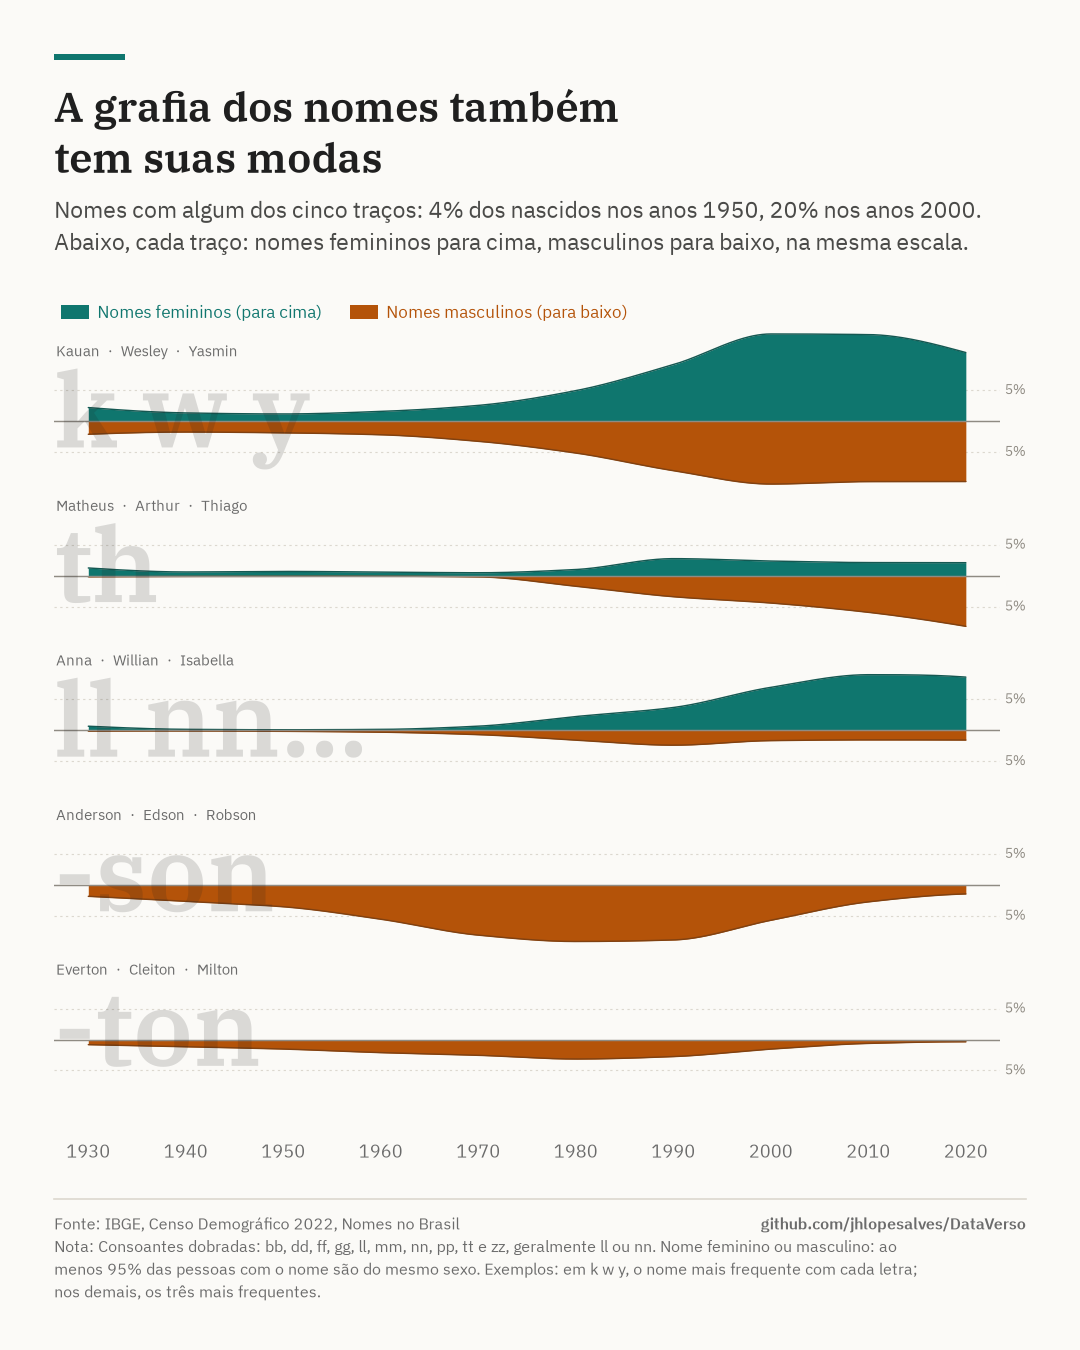 A grafia dos nomes também
tem suas modas
Nomes com algum dos cinco traços: 4% dos nascidos nos anos 1950, 20% nos anos 2000.
Abaixo, cada traço: nomes femininos para cima, masculinos para baixo, na mesma escala.
Nomes femininos (para cima) Nomes masculinos (para baixo)
Kauan · Wesley · Yasmin
k w y
5%
5%
Matheus · Arthur · Thiago
th
5%
5%
Anna · Willian · Isabella
ll nn...
5%
5%
Anderson · Edson · Robson
-son
5%
5%
Everton · Cleiton · Milton
-ton
5%
5%
1930 1940 1950 1960 1970 1980 1990 2000 2010 2020
Fonte: IBGE, Censo Demográfico 2022, Nomes no Brasil github.com/jhlopesalves/DataVerso
Nota: Consoantes dobradas: bb, dd, ff, gg, ll, mm, nn, pp, tt e zz, geralmente ll ou nn. Nome feminino ou masculino: ao
menos 95% das pessoas com o nome são do mesmo sexo. Exemplos: em k w y, o nome mais frequente com cada letra;
nos demais, os três mais frequentes.